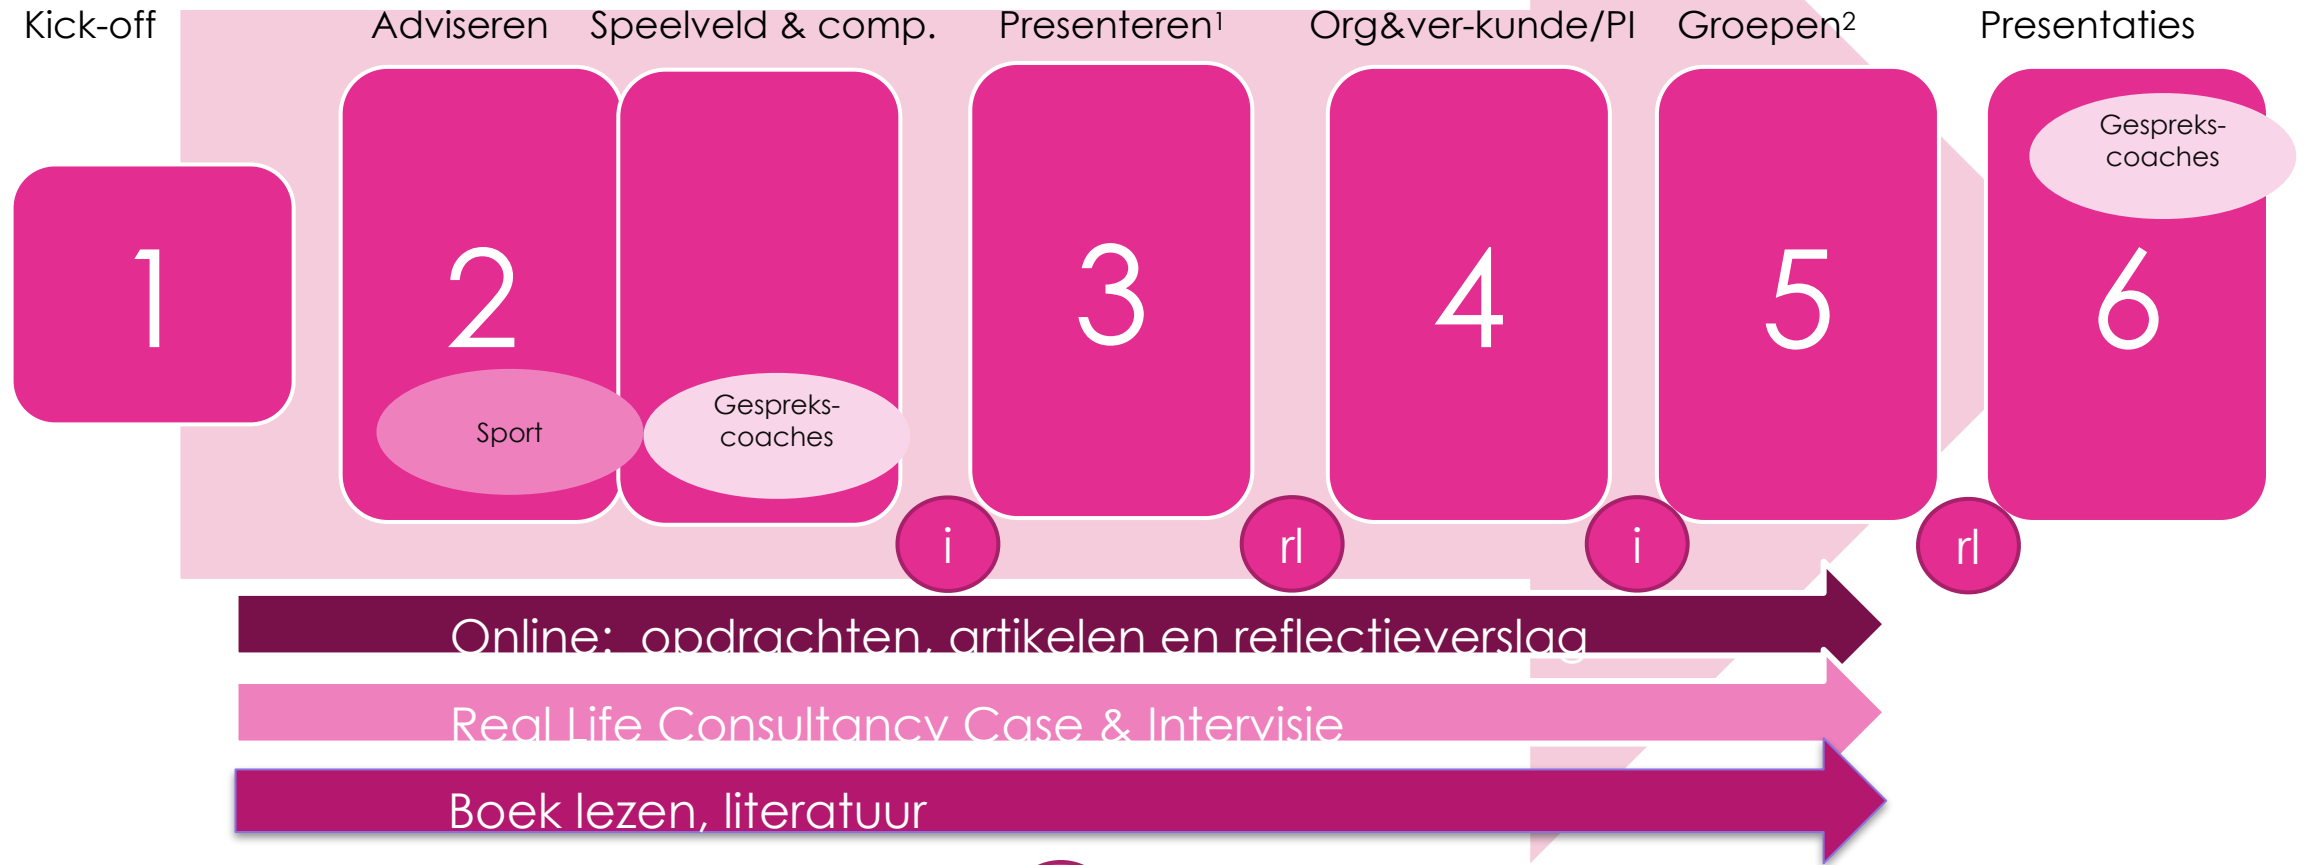 Kick-off
Adviseren
Speelveld & comp.
Presenteren¹
Org&ver-kunde/PI
Groepen²
Presentaties
1
2
3
4
5
6
Gespreks-
coaches
Sport
Gespreks-
coaches
i
rl
i
rl
Online:  opdrachten, artikelen en reflectieverslag
Real Life Consultancy Case & Intervisie
Boek lezen, literatuur